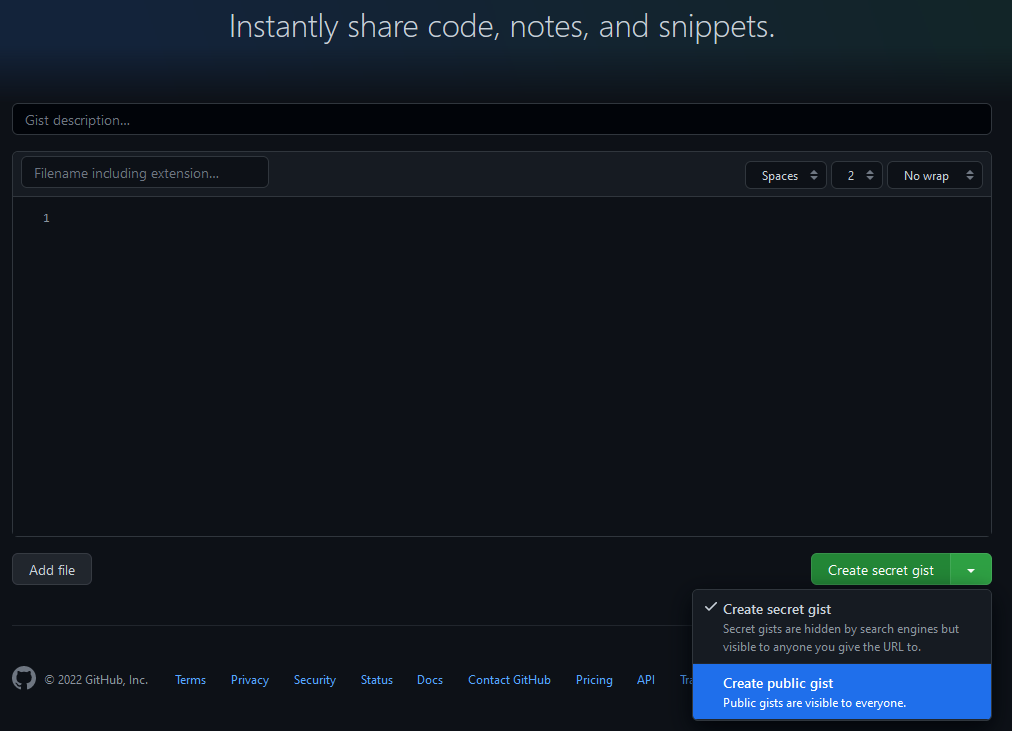 Instantly share code, notes, and snippets.
Gist description...
Filename including extension...
Spaces
2
No wrap
1
Add file
Create secret gist
Create secret gist
Secret gists are hidden by search engines but
visible to anyone you give the URL to.
Create public gist
Public gists are visible to everyone.
© 2022 GitHub, Inc. Terms Privacy Security Status Docs Contact GitHub Pricing API